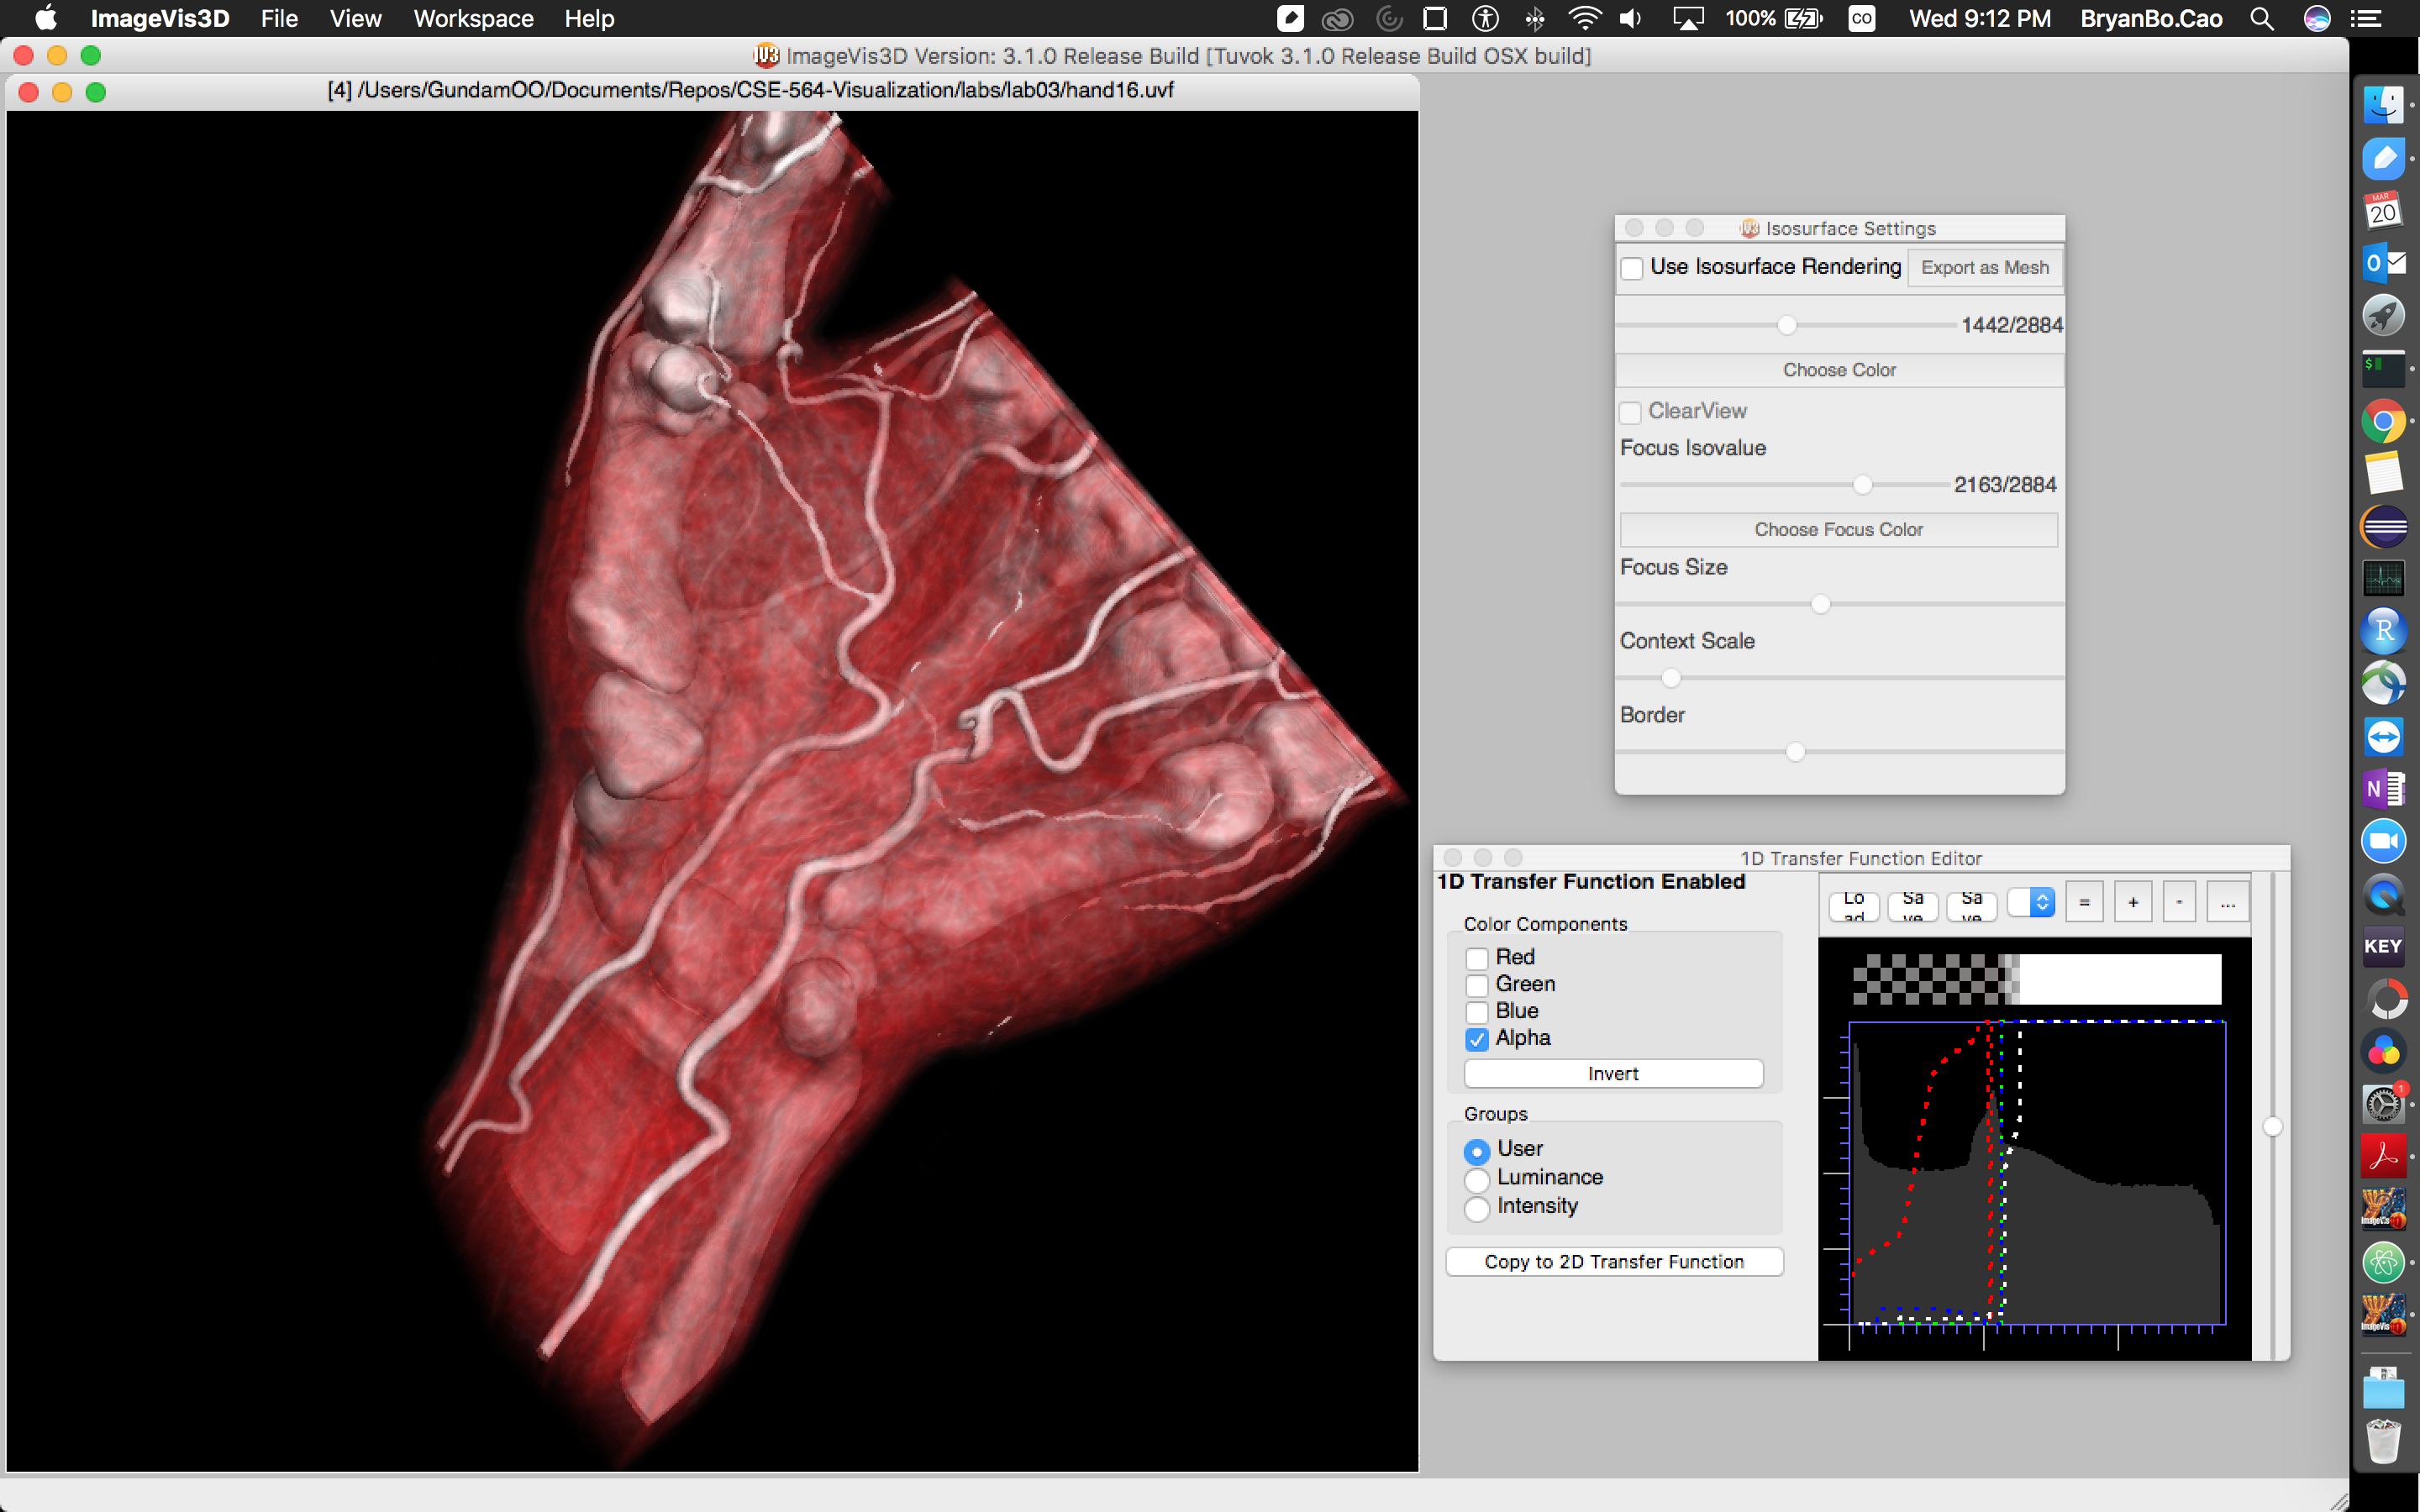 ImageVis3D File View Workspace Help 100% CO Wed 9:12 PM BryanBo.Cao
IV3 ImageVis3D Version: 3.1.0 Release Build [Tuvok 3.1.0 Release Build OSX build]
[4] /Users/GundamOO/Documents/Repos/CSE-564-Visualization/labs/lab03/hand16.uvf
Isosurface Settings
Use Isosurface Rendering Export as Mesh
1442/2884
Choose Color
ClearView
Focus Isovalue
2163/2884
Choose Focus Color
Focus Size
Context Scale
Border
1D Transfer Function Editor
1D Transfer Function Enabled
Lo
ad
Sa
ve
Sa
ve
= + - ...
Color Components
Red
Green
Blue
Alpha
Invert
Groups
User
Luminance
Intensity
Copy to 2D Transfer Function
MAR
20
O
$
R
N
KEY
1